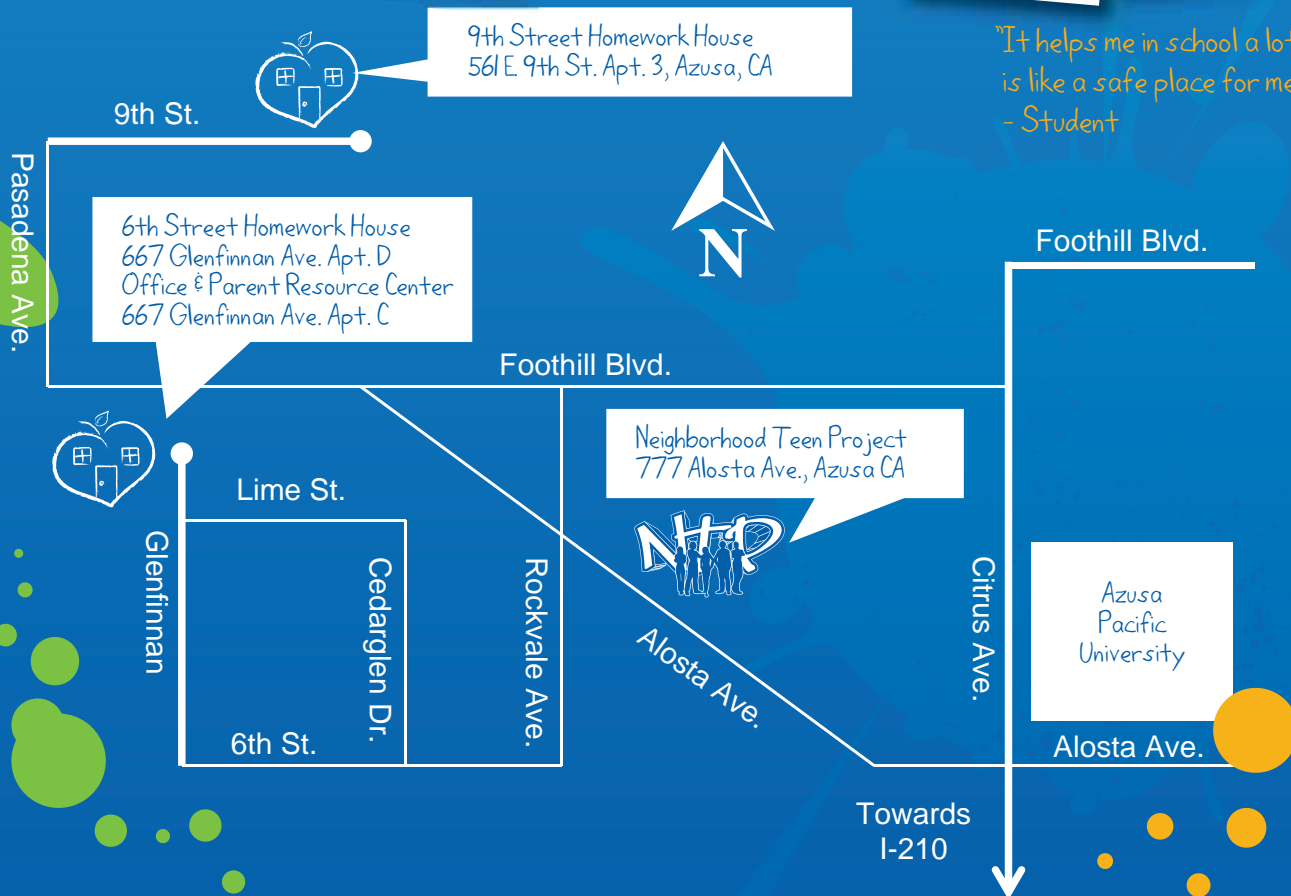 9th Street Homework House
561 E. 9th St. Apt. 3, Azusa, CA
"It helps me in school a lot
is like a safe place for me
- Student
9th St.
Pasadena Ave.
6th Street Homework House
667 Glenfinnan Ave. Apt. D
Office & Parent Resource Center
667 Glenfinnan Ave. Apt. C
N
Foothill Blvd.
Foothill Blvd.
Neighborhood Teen Project
777 Alosta Ave., Azusa CA
Lime St.
NTP
Glenfinnan
Cedarglen Dr.
Rockvale Ave.
Alosta Ave.
Citrus Ave.
Azusa
Pacific
University
6th St.
Alosta Ave.
Towards
I-210